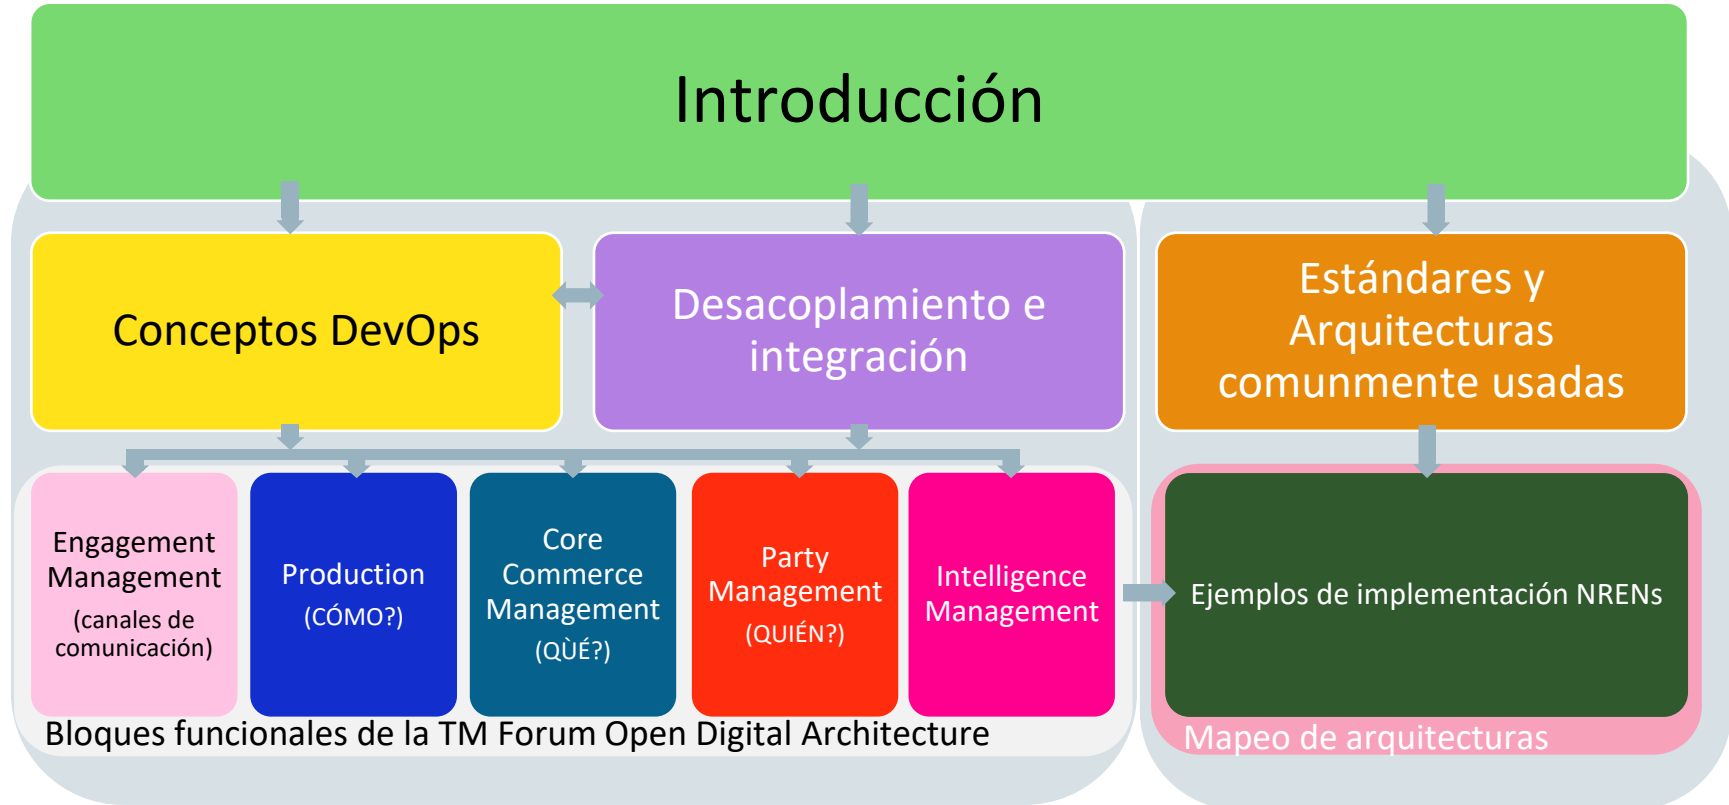 Introducción
Conceptos DevOps
Desacoplamiento e
integración
Estándares y
Arquitecturas
comunmente usadas
Engagement
Management
(canales de
comunicación)
Production
(CÓMO?)
Core
Commerce
Management
(QÙÉ?)
Party
Management
(QUIÉN?)
Intelligence
Management
Ejemplos de implementación NRENs
Bloques funcionales de la TM Forum Open Digital Architecture
Mapeo de arquitecturas